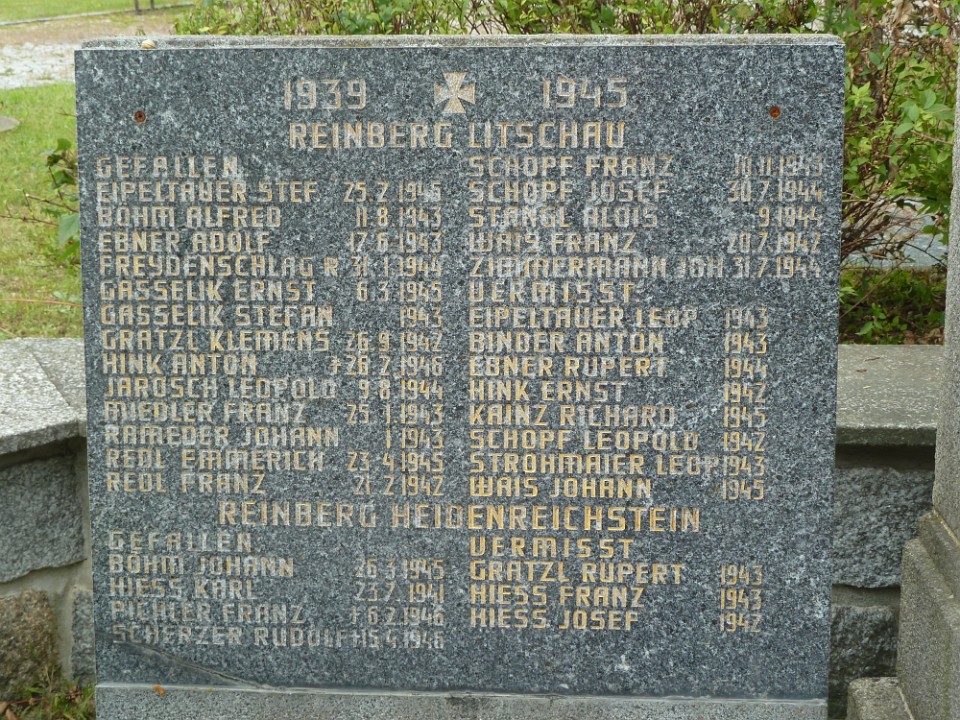 1939 1945
REINBERG LITSCHAU
GEFALLEN
EIPELTAUER STEF 25.2.1945
BÖHM ALFRED 11.8.1943
EBNER ADOLF 17.6.1943
FREYDENSCHLAG R 31.1.1944
GASSELIK ERNST 6.3.1945
GASSELIK STEFAN 1943
GRATZL KLEMENS 26.9.1942
HINK ANTON +28.2.1946
JAROSCH LEOPOLD 9.8.1944
MIEDLER FRANZ 25.1.1943
RAMEDER JOHANN 1.1943
REDL EMMERICH 23.4.1945
REDL FRANZ 21.2.1942
SCHOPF FRANZ 10.11.1943
SCHOPF JOSEF 30.7.1944
STANGL ALOIS 9.1944
WAIS FRANZ 20.7.1942
ZIMMERMANN JOH 31.7.1944
VERMISST
EIPELTAUER LEOP 1943
BINDER ANTON 1943
EBNER RUPERT 1944
HINK ERNST 1942
KAINZ RICHARD 1945
SCHOPF LEOPOLD 1942
STROHMAIER LEOP 1943
WAIS JOHANN 1945
REINBERG HEIDENREICHSTEIN
GEFALLEN
BÖHM JOHANN 26.3.1945
HIESS KARL 23.7.1941
PICHLER FRANZ +6.2.1946
SCHERZER RUDOLF +15.4.1946
VERMISST
GRATZL RUPERT 1943
HIESS FRANZ 1943
HIESS JOSEF 1942